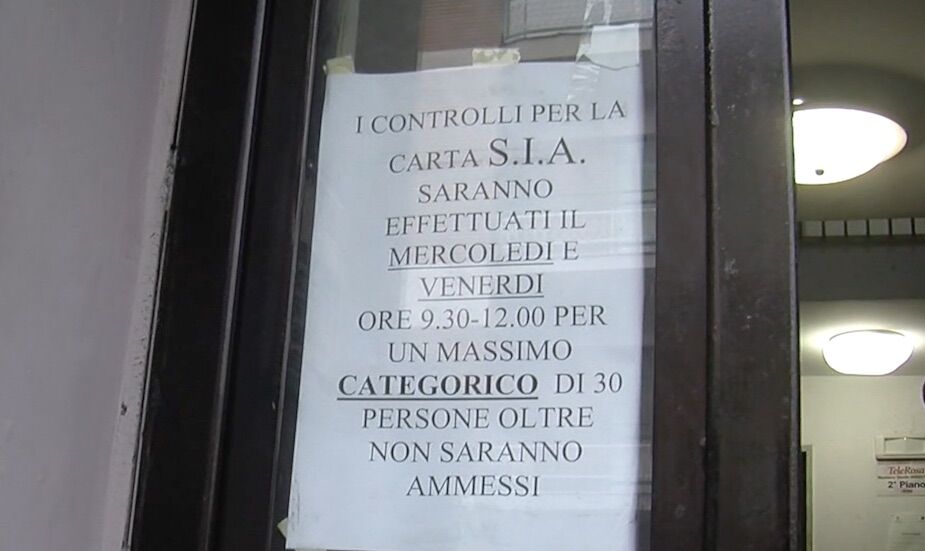 I CONTROLLI PER LA
CARTA S.I.A.
SARANNO
EFFETTUATI IL
MERCOLEDI E
VENERDI
ORE 9.30-12.00 PER
UN MASSIMO
CATEGORICO DI 30
PERSONE OLTRE
NON SARANNO
AMMESSI
TeleRosa
2° Piano